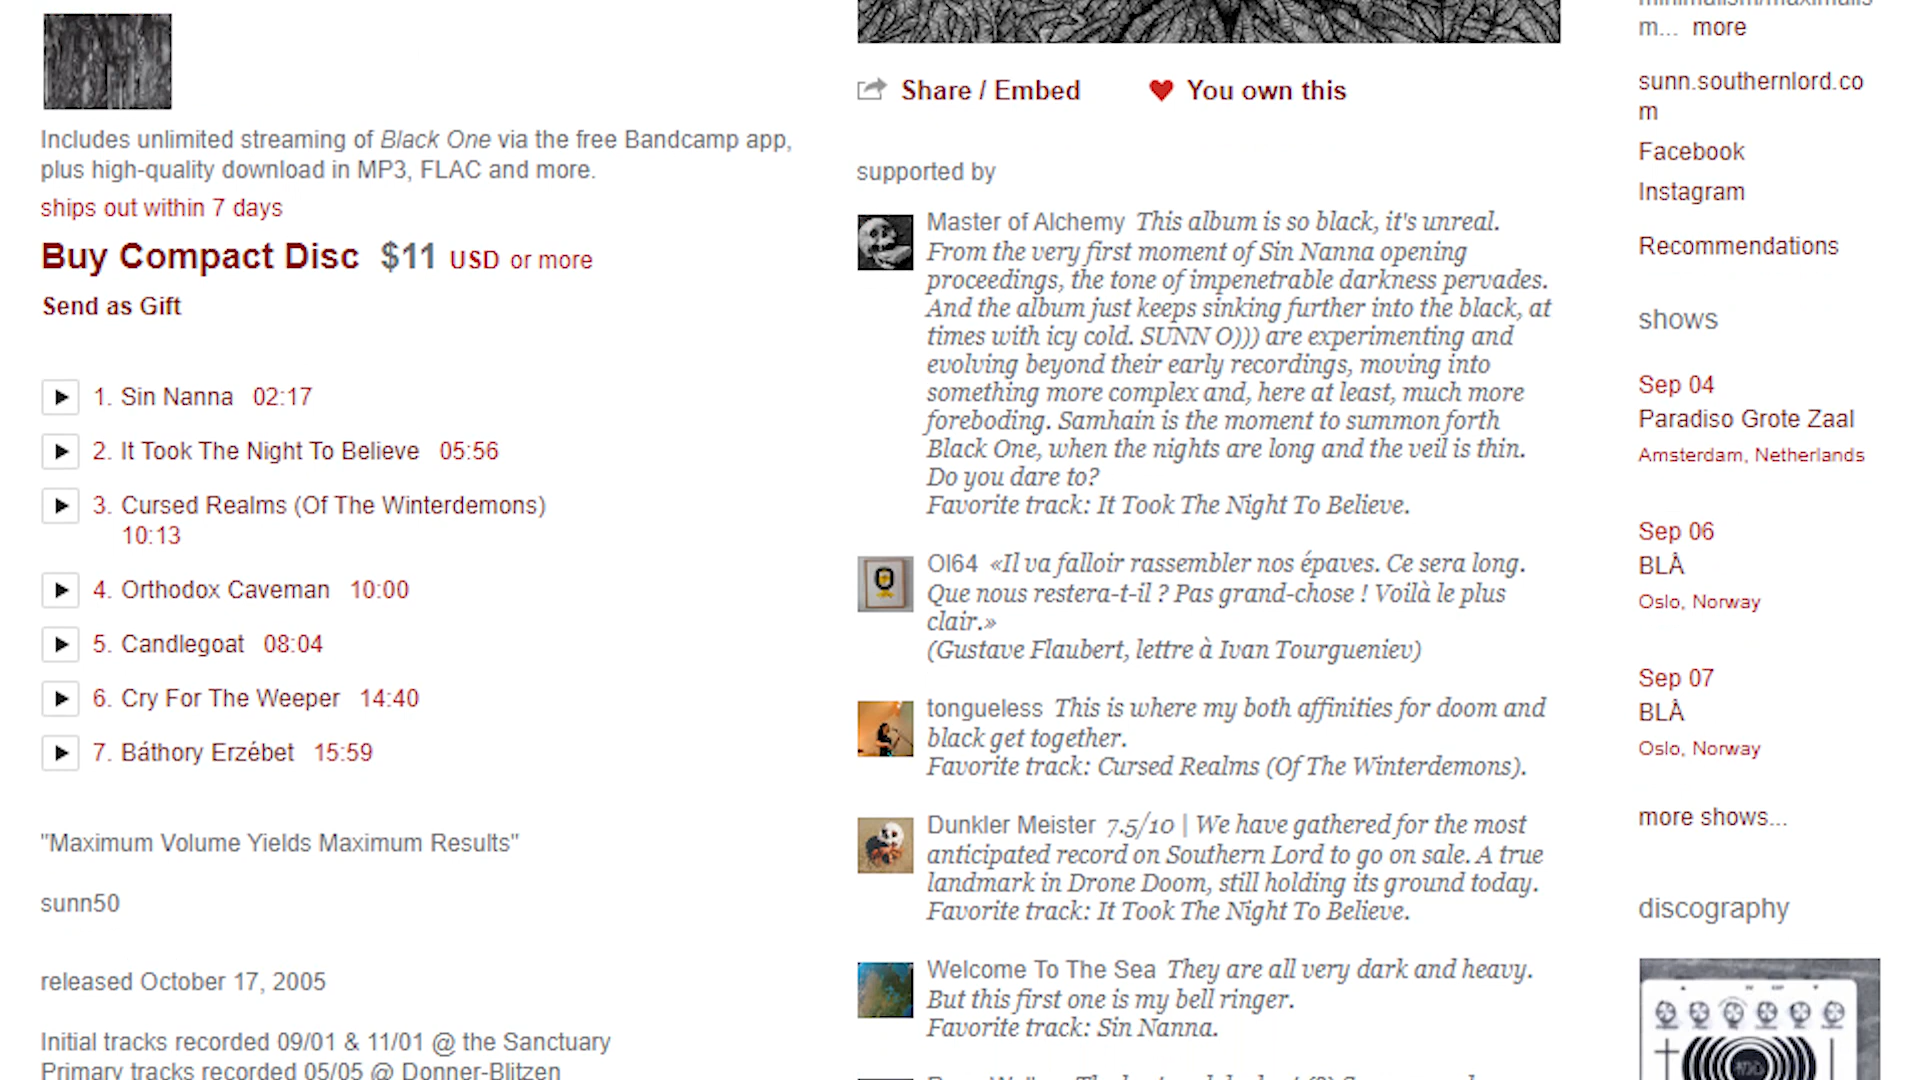 Includes unlimited streaming of Black One via the free Bandcamp app,
plus high-quality download in MP3, FLAC and more.
ships out within 7 days
Buy Compact Disc $11 USD or more
Send as Gift
1. Sin Nanna 02:17
2. It Took The Night To Believe 05:56
3. Cursed Realms (Of The Winterdemons)
10:13
4. Orthodox Caveman 10:00
5. Candlegoat 08:04
6. Cry For The Weeper 14:40
7. Báthory Erzébet 15:59
"Maximum Volume Yields Maximum Results"
sunn50
released October 17, 2005
Initial tracks recorded 09/01 & 11/01 @ the Sanctuary
Primary tracks recorded 05/05 @ Donner-Blitzen
Share / Embed
You own this
supported by
Master of Alchemy This album is so black, it's unreal.
From the very first moment of Sin Nanna opening
proceedings, the tone of impenetrable darkness pervades.
And the album just keeps sinking further into the black, at
times with icy cold. SUNN O))) are experimenting and
evolving beyond their early recordings, moving into
something more complex and, here at least, much more
foreboding. Samhain is the moment to summon forth
Black One, when the nights are long and the veil is thin.
Do you dare to?
Favorite track: It Took The Night To Believe.
Ol64 «Il va falloir rassembler nos épaves. Ce sera long.
Que nous restera-t-il ? Pas grand-chose ! Voilà le plus
clair.»
(Gustave Flaubert, lettre à Ivan Tourgueniev)
tongueless This is where my both affinities for doom and
black get together.
Favorite track: Cursed Realms (Of The Winterdemons).
Dunkler Meister 7.5/10 | We have gathered for the most
anticipated record on Southern Lord to go on sale. A true
landmark in Drone Doom, still holding its ground today.
Favorite track: It Took The Night To Believe.
Welcome To The Sea They are all very dark and heavy.
But this first one is my bell ringer.
Favorite track: Sin Nanna.
minimalism/maximalis
m... more
sunn.southernlord.co
m
Facebook
Instagram
Recommendations
shows
Sep 04
Paradiso Grote Zaal
Amsterdam, Netherlands
Sep 06
BLÅ
Oslo, Norway
Sep 07
BLÅ
Oslo, Norway
more shows...
discography